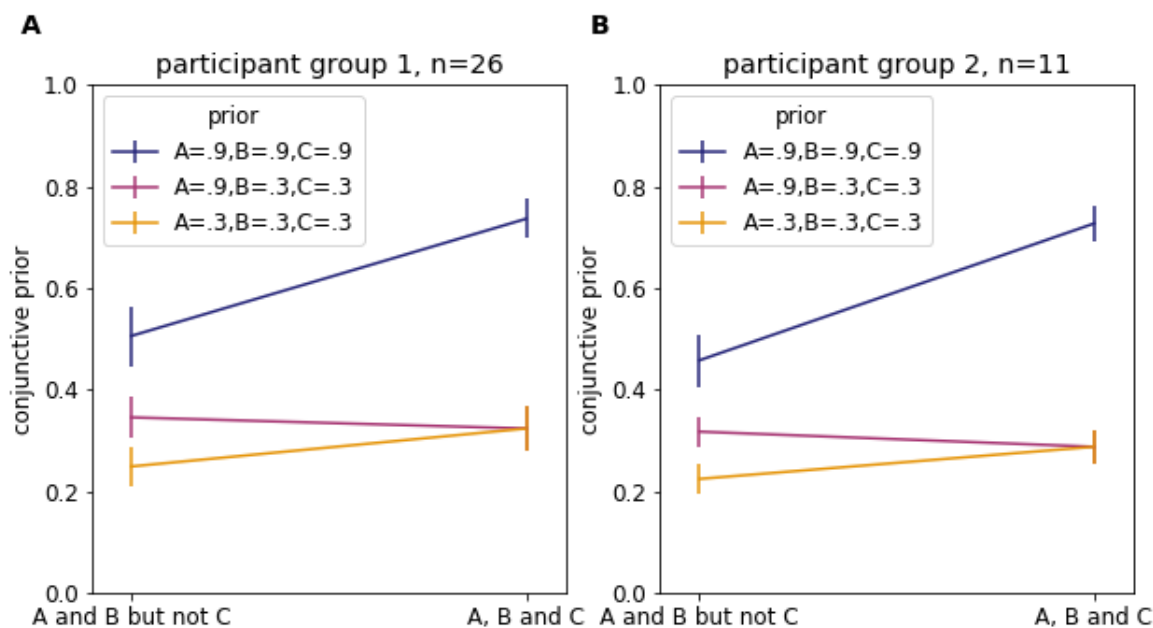 A
participant group 1, n=26
conjunctive prior
1.0
0.8
0.6
0.4
0.2
0.0
prior
A=.9,B=.9,C=.9
A=.9,B=.3,C=.3
A=.3,B=.3,C=.3
A and B but not C
A, B and C
B
participant group 2, n=11
conjunctive prior
1.0
0.8
0.6
0.4
0.2
0.0
prior
A=.9,B=.9,C=.9
A=.9,B=.3,C=.3
A=.3,B=.3,C=.3
A and B but not C
A, B and C